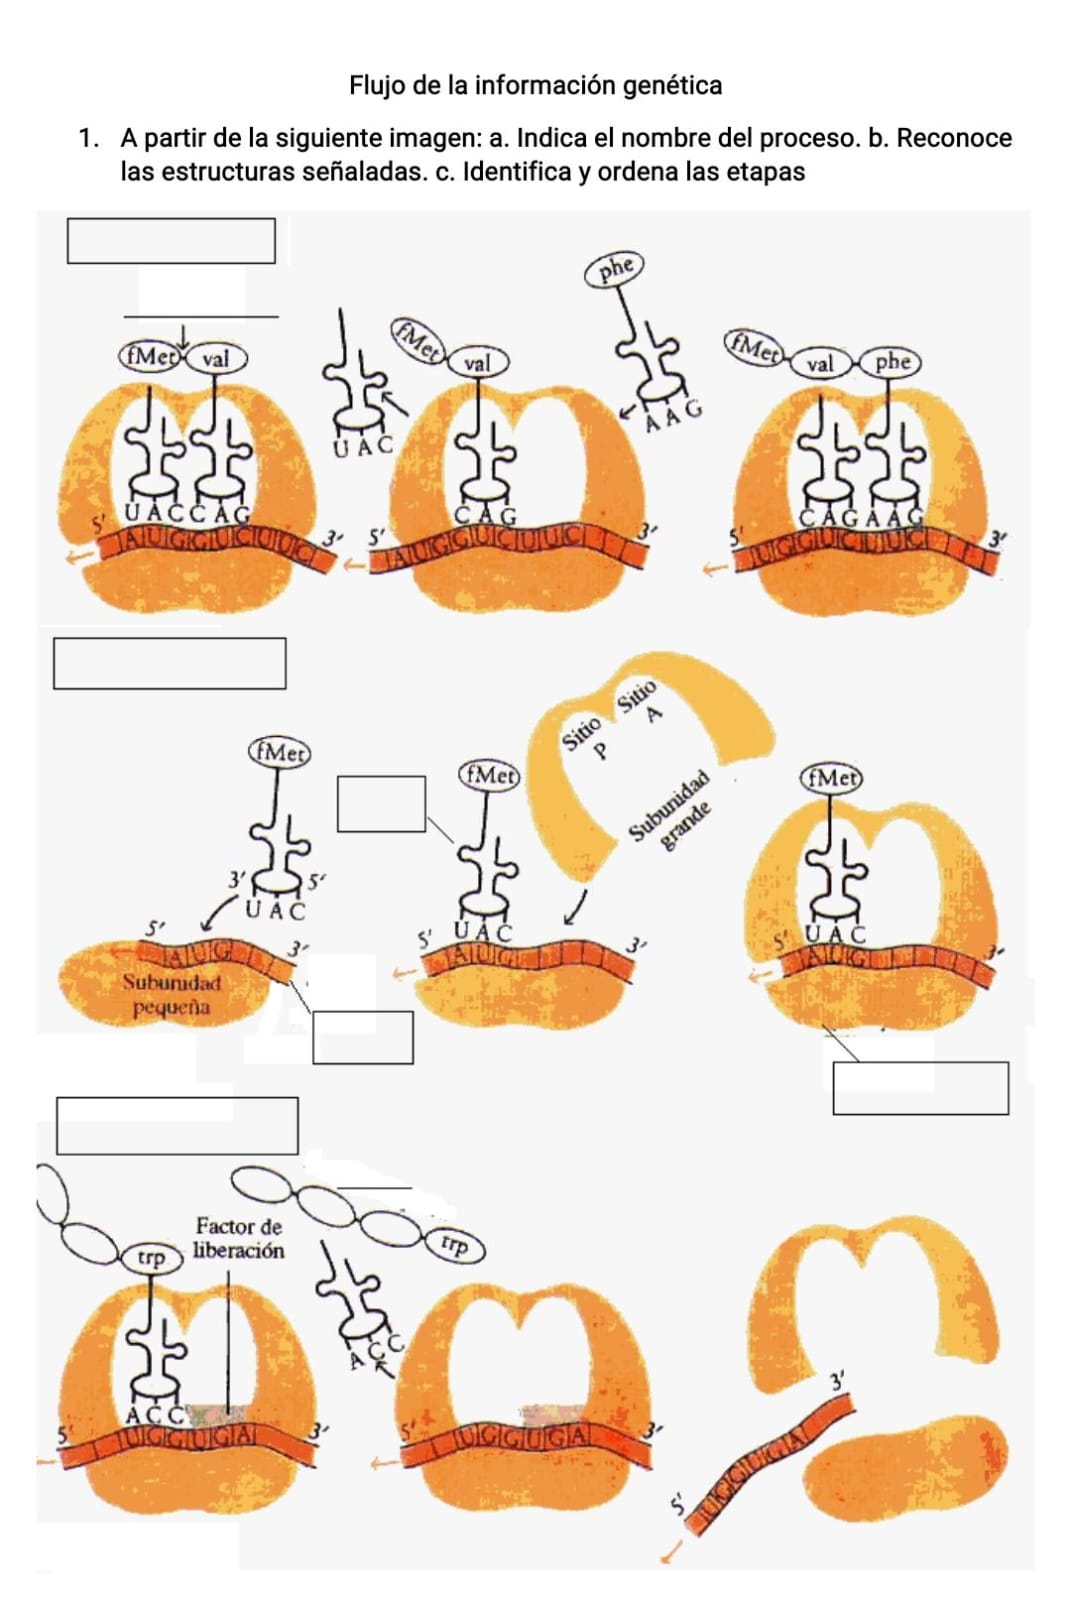 Flujo de la información genética
1. A partir de la siguiente imagen: a. Indica el nombre del proceso. b. Reconoce
las estructuras señaladas. c. Identifica y ordena las etapas
phe
fMet val
fMet
val
fMet
val
phe
UAC
AAG
UACCAG
CAG
CAGAAG
5'
AUGGUCUUC
3'
5'
AUGGUCUUC
3'
5'
UGGUCUUC
3'
Sitio
P
Sitio
A
fMet
fMet
fMet
Subunidad
grande
3'
5'
UAC
5'
AUG
3'
Subunidad
pequeña
5'
UAC
AUG
3'
5'
UAC
AUG
3'
Factor de
liberación
trp
trp
ACC
ACC
5'
UGGUGA
3'
5'
UGGUGA
3'
3'
UGGUGA
5'